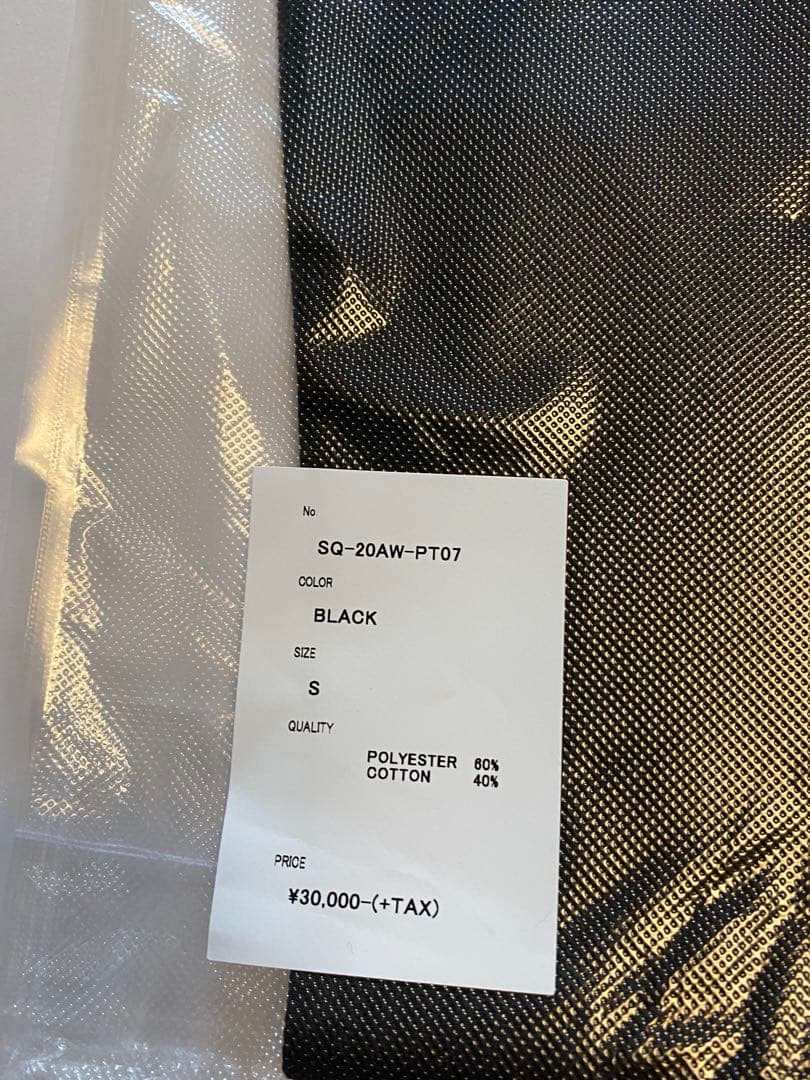 No.
SQ-20AW-PT07
COLOR
BLACK
SIZE
S
QUALITY
POLYESTER 60%
COTTON 40%
PRICE
¥30,000-(+TAX)